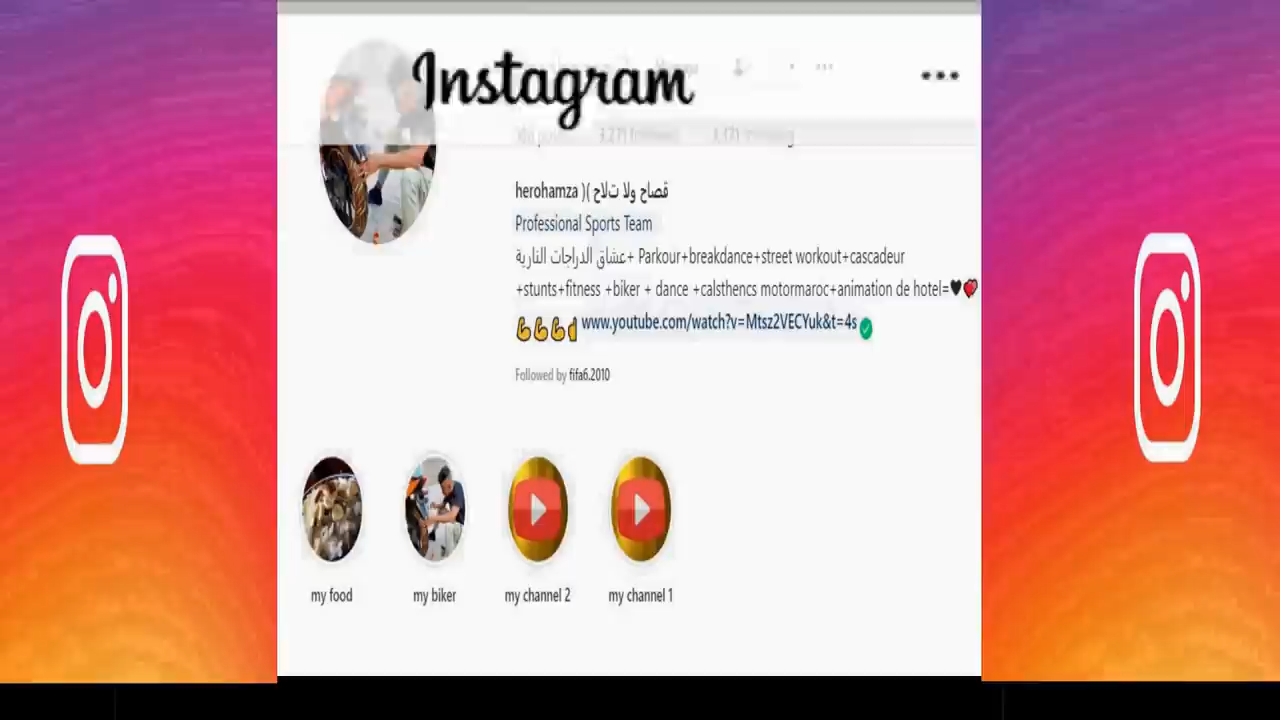 Instagram
herohamza )( قصاح ولا تلاح
Professional Sports Team
عشاق الدراجات النارية+ Parkour+breakdance+street workout+cascadeur
+stunts+fitness +biker + dance +calsthencs motormaroc+animation de hotel=♥💘
💪💪💪👍 www.youtube.com/watch?v=Mtsz2VECYuk&t=4s ✅
Followed by fifa6.2010
my food
my biker
my channel 2
my channel 1